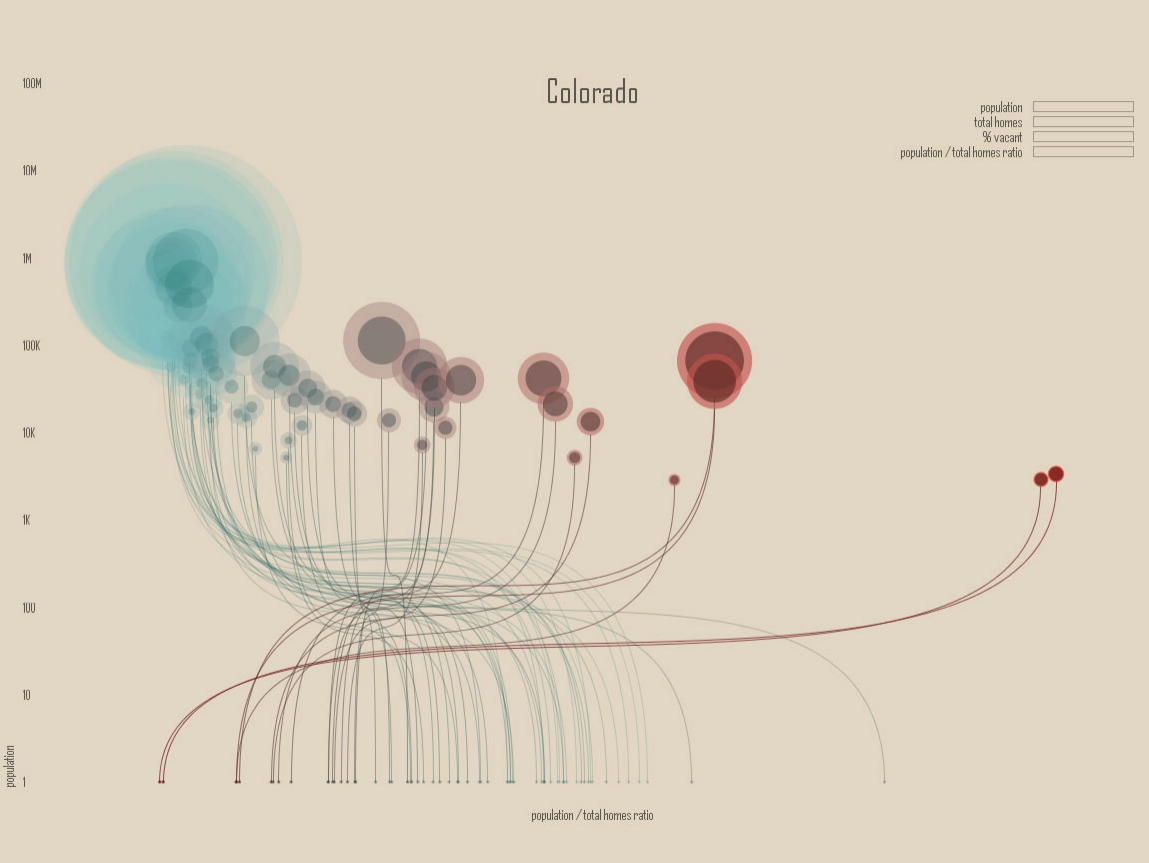 Colorado
100M
10M
1M
100K
10K
1K
100
10
1
population
population
total homes
% vacant
population / total homes ratio
population / total homes ratio